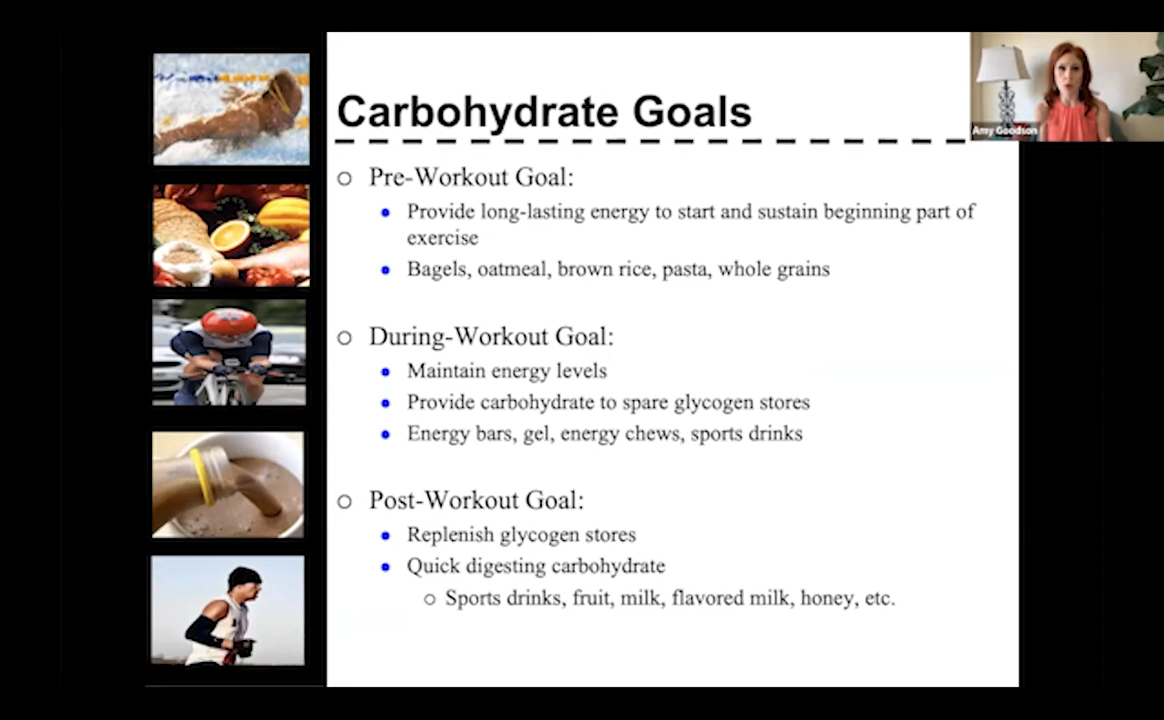 Carbohydrate Goals
Amy Goodson
Pre-Workout Goal:
Provide long-lasting energy to start and sustain beginning part of
exercise
Bagels, oatmeal, brown rice, pasta, whole grains
During-Workout Goal:
Maintain energy levels
Provide carbohydrate to spare glycogen stores
Energy bars, gel, energy chews, sports drinks
Post-Workout Goal:
Replenish glycogen stores
Quick digesting carbohydrate
Sports drinks, fruit, milk, flavored milk, honey, etc.